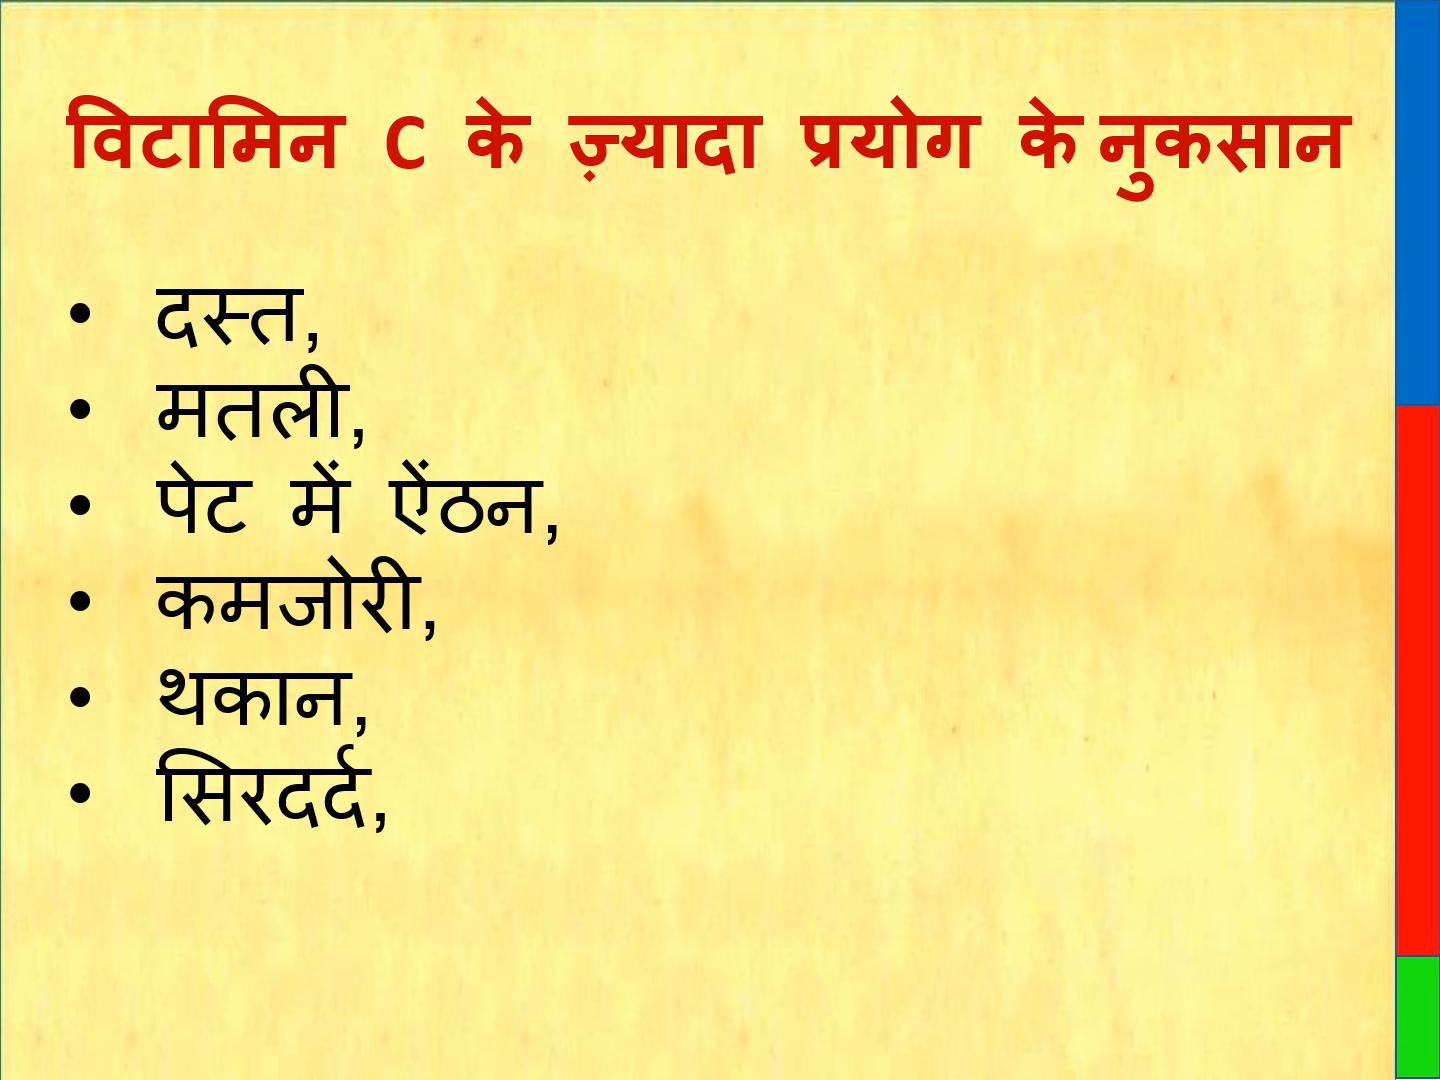 विटामिन C के ज़्यादा प्रयोग के नुकसान
• दस्त,
• मतली,
• पेट में ऐंठन,
• कमजोरी,
• थकान,
• सिरदर्द,